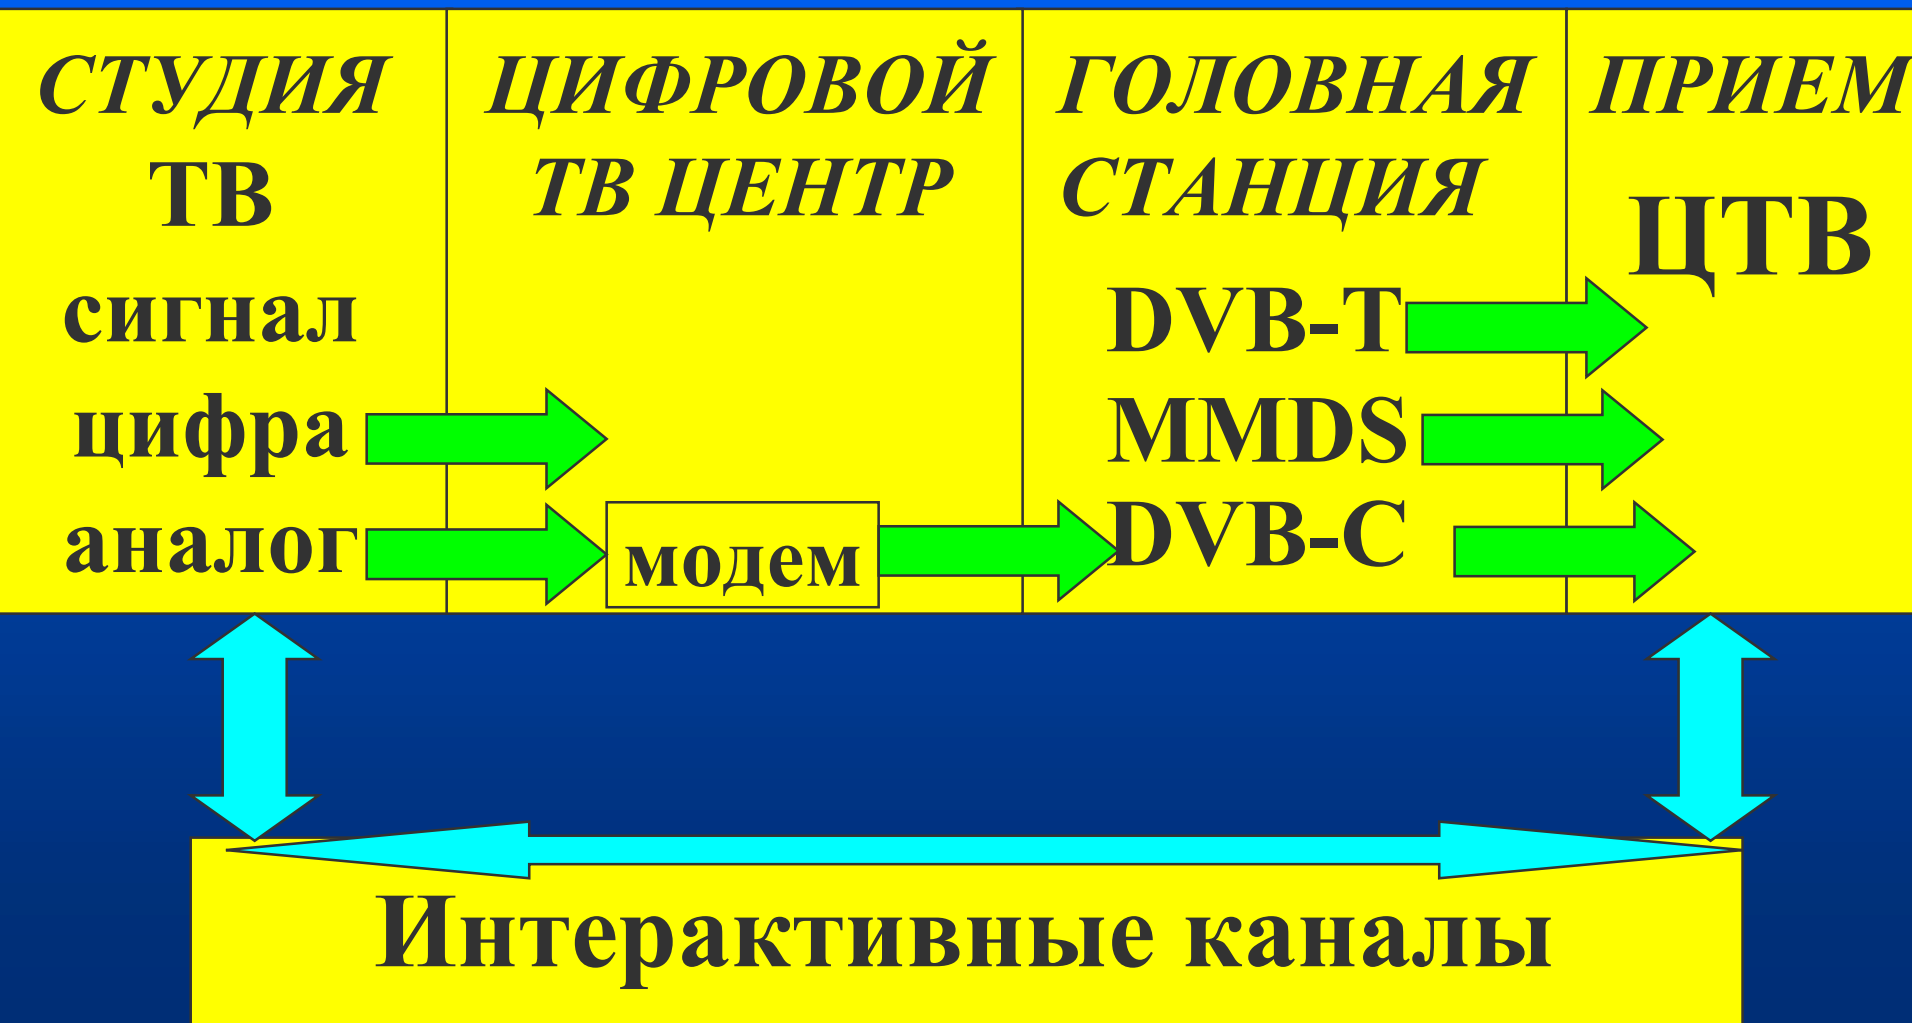 СТУДИЯ
ТВ
сигнал
цифра
аналог
ЦИФРОВОЙ
ТВ ЦЕНТР
модем
ГОЛОВНАЯ
СТАНЦИЯ
DVB-T
MMDS
DVB-C
ПРИЕМ
ЦТВ
Интерактивные каналы